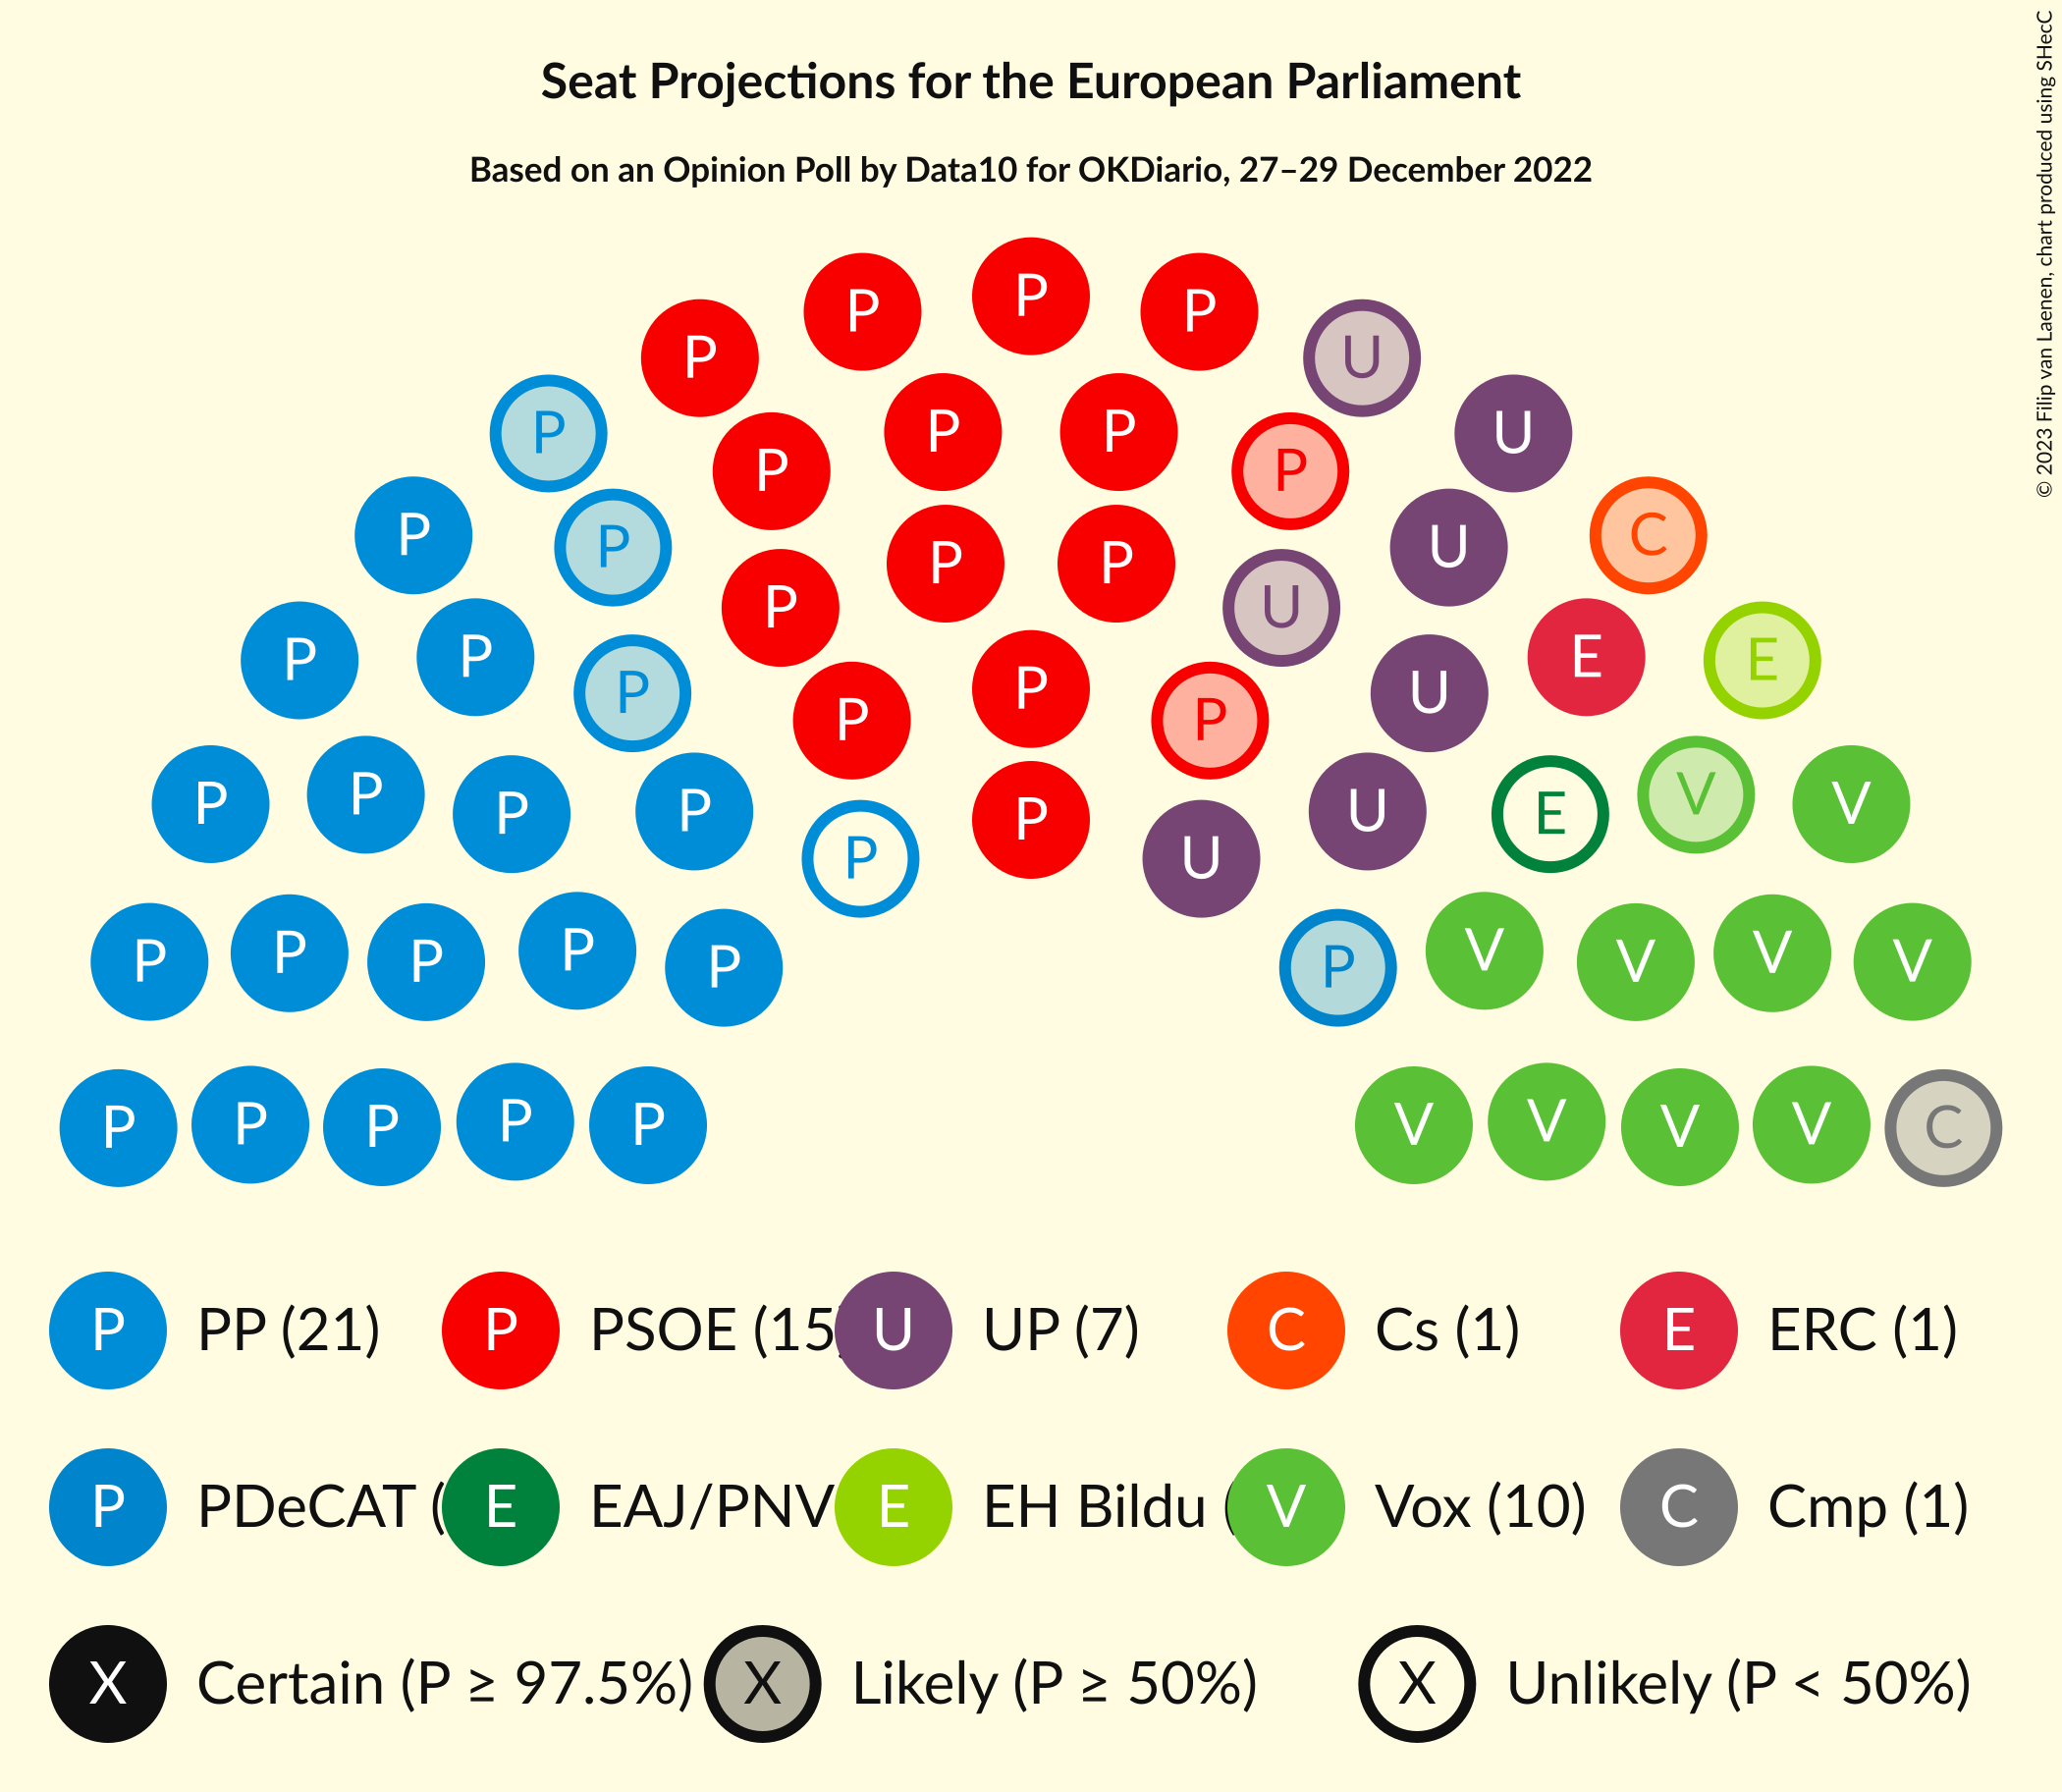 Seat Projections for the European Parliament
Based on an Opinion Poll by Data10 for OKDiario, 27–29 December 2022
© 2023 Filip van Laenen, chart produced using SHecC
P
P P
P U
P P P U
P P
P P P P U C
P U
P P E E
P P U
P P
P P P P P U E V V
P U
P P P P P P V V V V
P P P P P V V V V C
P PP (21) P PSOE (15 U UP (7) C Cs (1) E ERC (1)
P PDeCAT ( E EAJ/PNV E EH Bildu ( V Vox (10) C Cmp (1)
X Certain (P ≥ 97.5%) X Likely (P ≥ 50%) X Unlikely (P < 50%)